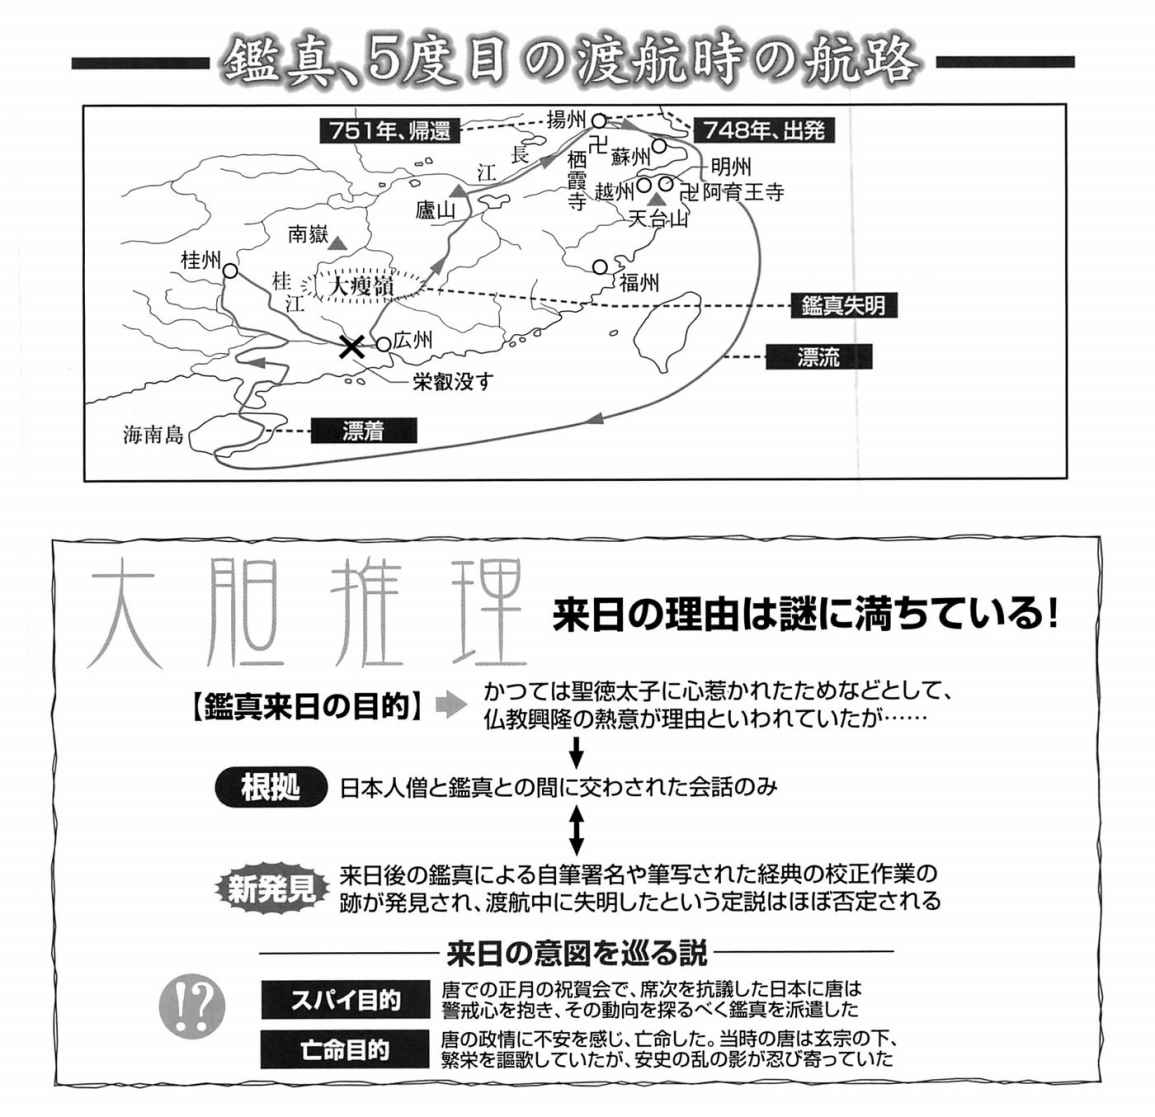 鑑真、5度目の渡航時の航路
751年、帰還
揚州
748年、出発
長
江
栖霞寺
卍
蘇州
明州
越州
卍阿育王寺
天台山
廬山
南嶽
桂州
桂
江
大瘦嶺
福州
鑑真失明
広州
漂流
栄叡没す
海南島
漂着
大胆推理
来日の理由は謎に満ちている!
【鑑真来日の目的】
かつては聖徳太子に心惹かれたためなどとして、
仏教興隆の熱意が理由といわれていたが……
根拠
日本人僧と鑑真との間に交わされた会話のみ
新発見
来日後の鑑真による自筆署名や筆写された経典の校正作業の
跡が発見され、渡航中に失明したという定説はほぼ否定される
来日の意図を巡る説
!?
スパイ目的
唐での正月の祝賀会で、席次を抗議した日本に唐は
警戒心を抱き、その動向を探るべく鑑真を派遣した
亡命目的
唐の政情に不安を感じ、亡命した。当時の唐は玄宗の下、
繁栄を謳歌していたが、安史の乱の影が忍び寄っていた